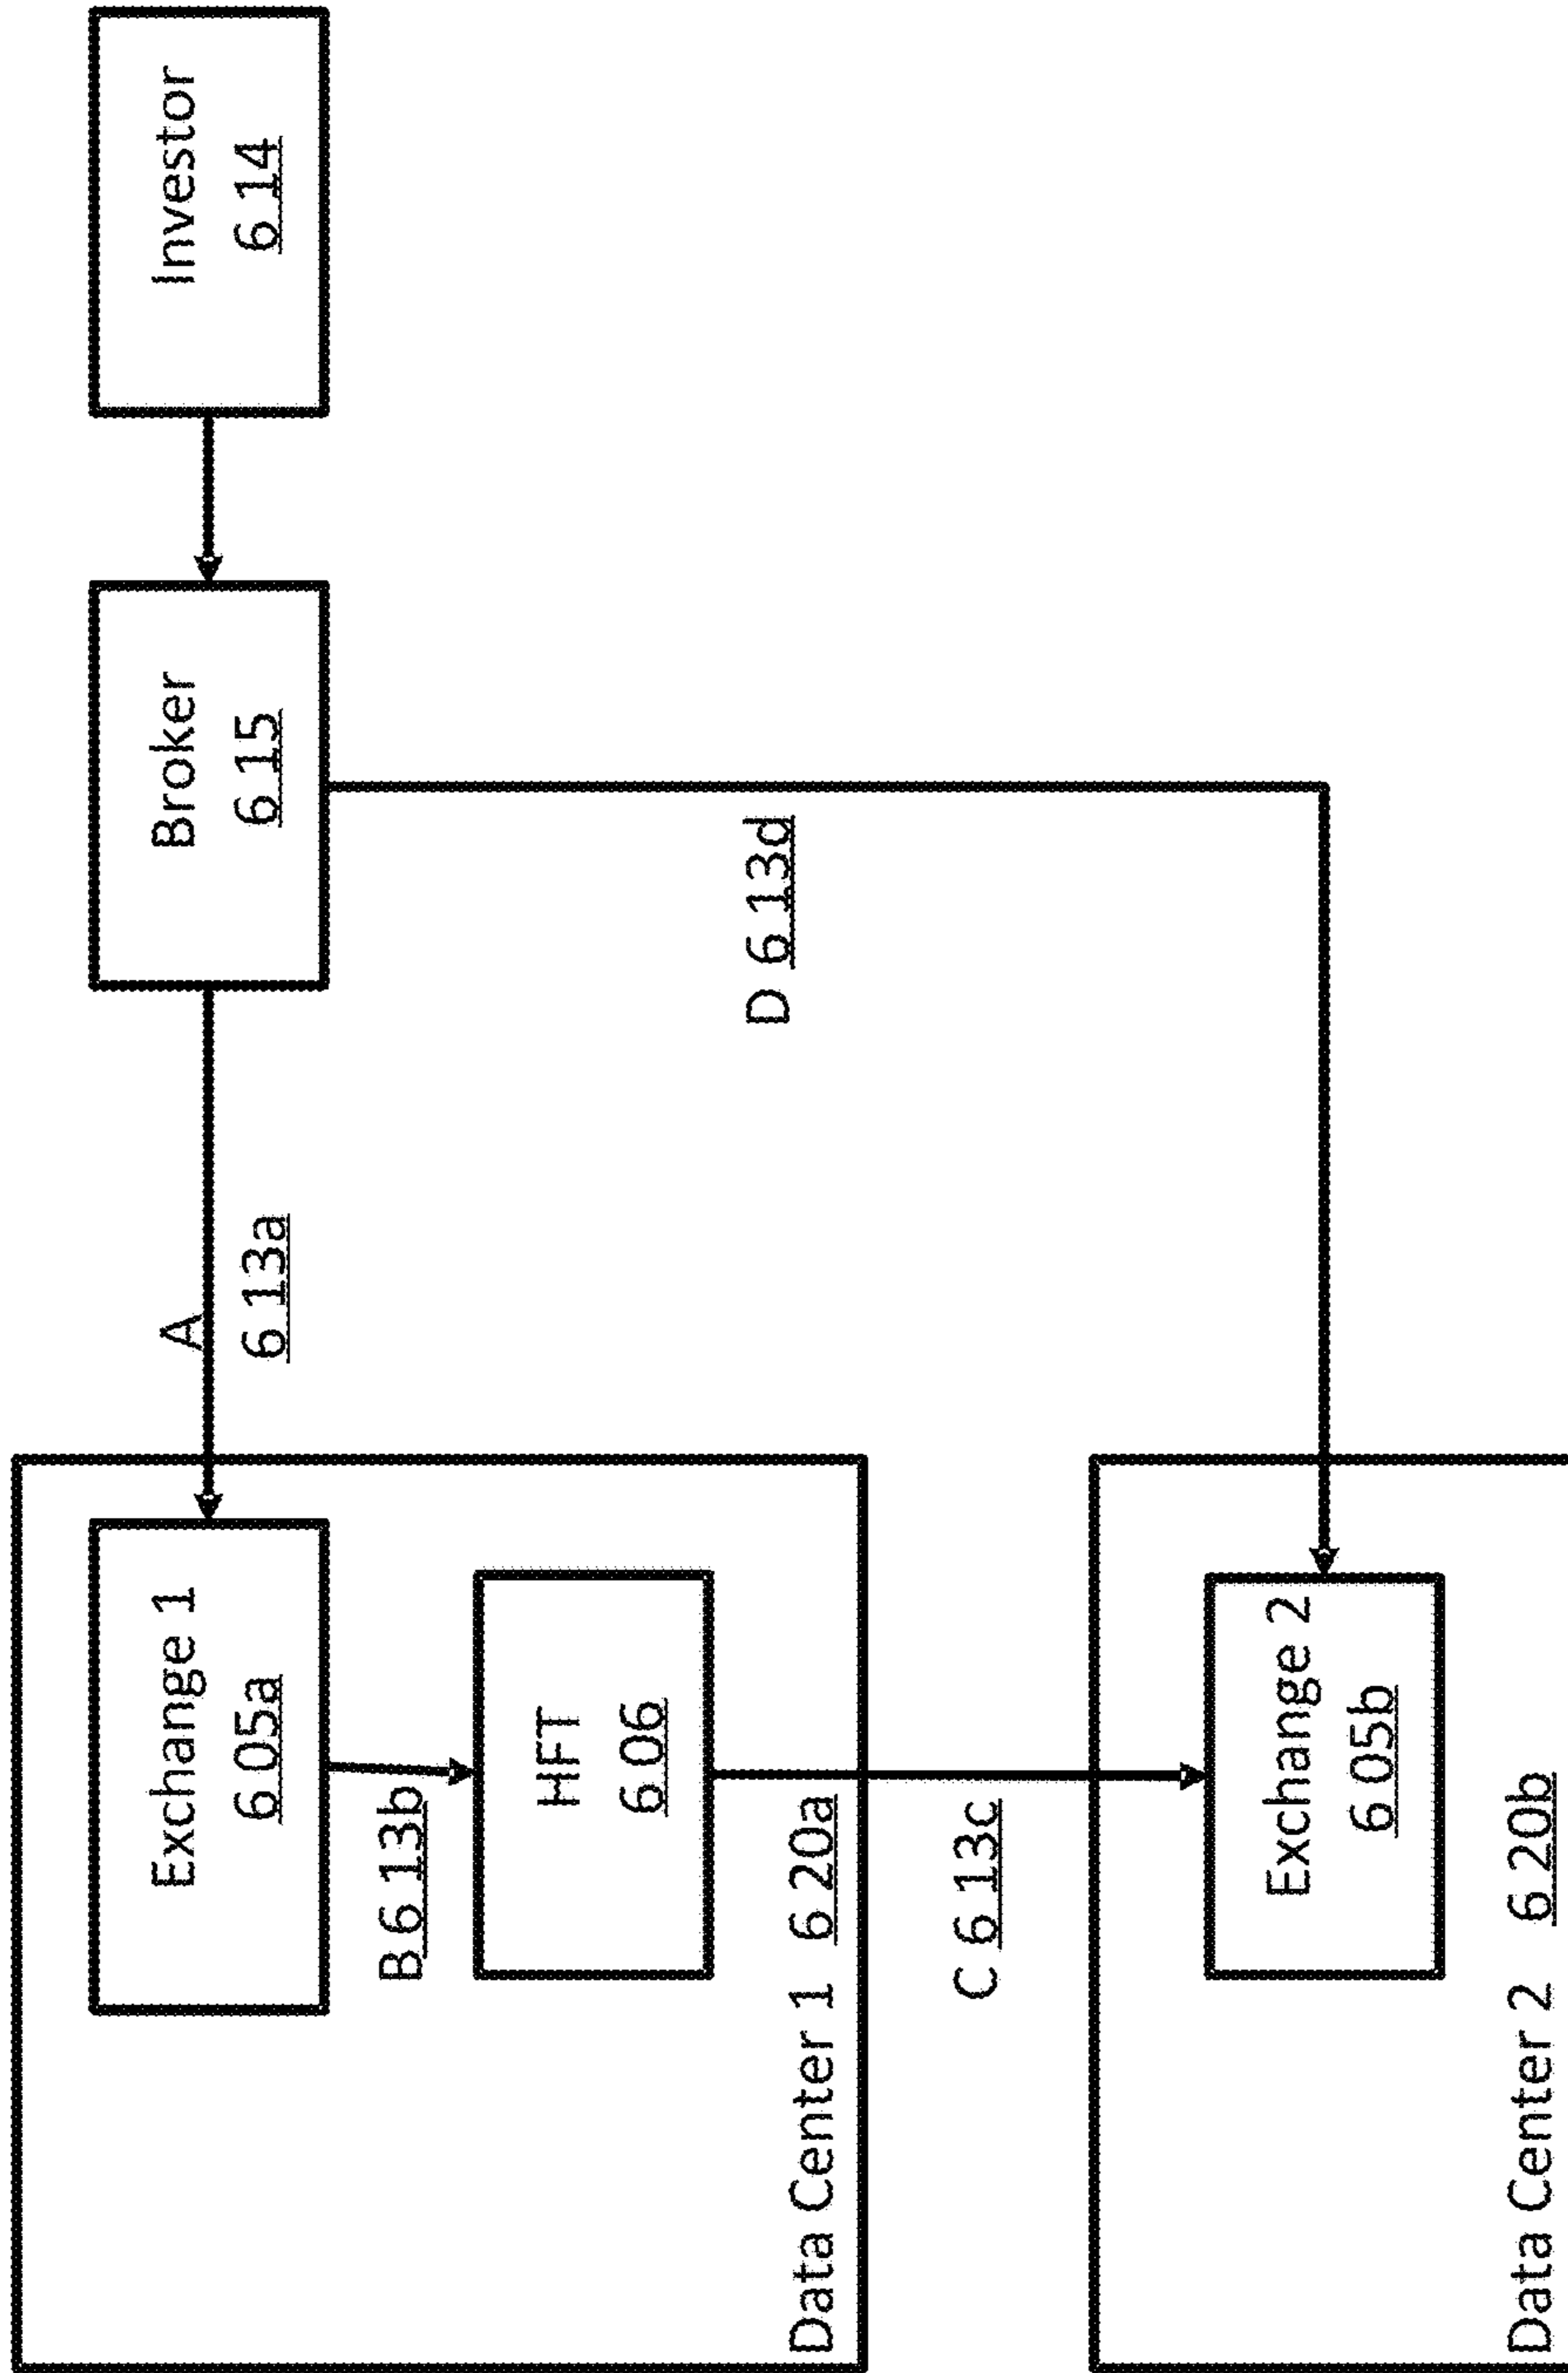 Exchange 1
6 05a
A
6 13a
Broker
6 15
Investor
6 14
B 6 13b
HFT
6 06
D 6 13d
Data Center 1 6 20a
C 6 13c
Exchange 2
6 05b
Data Center 2 6 20b